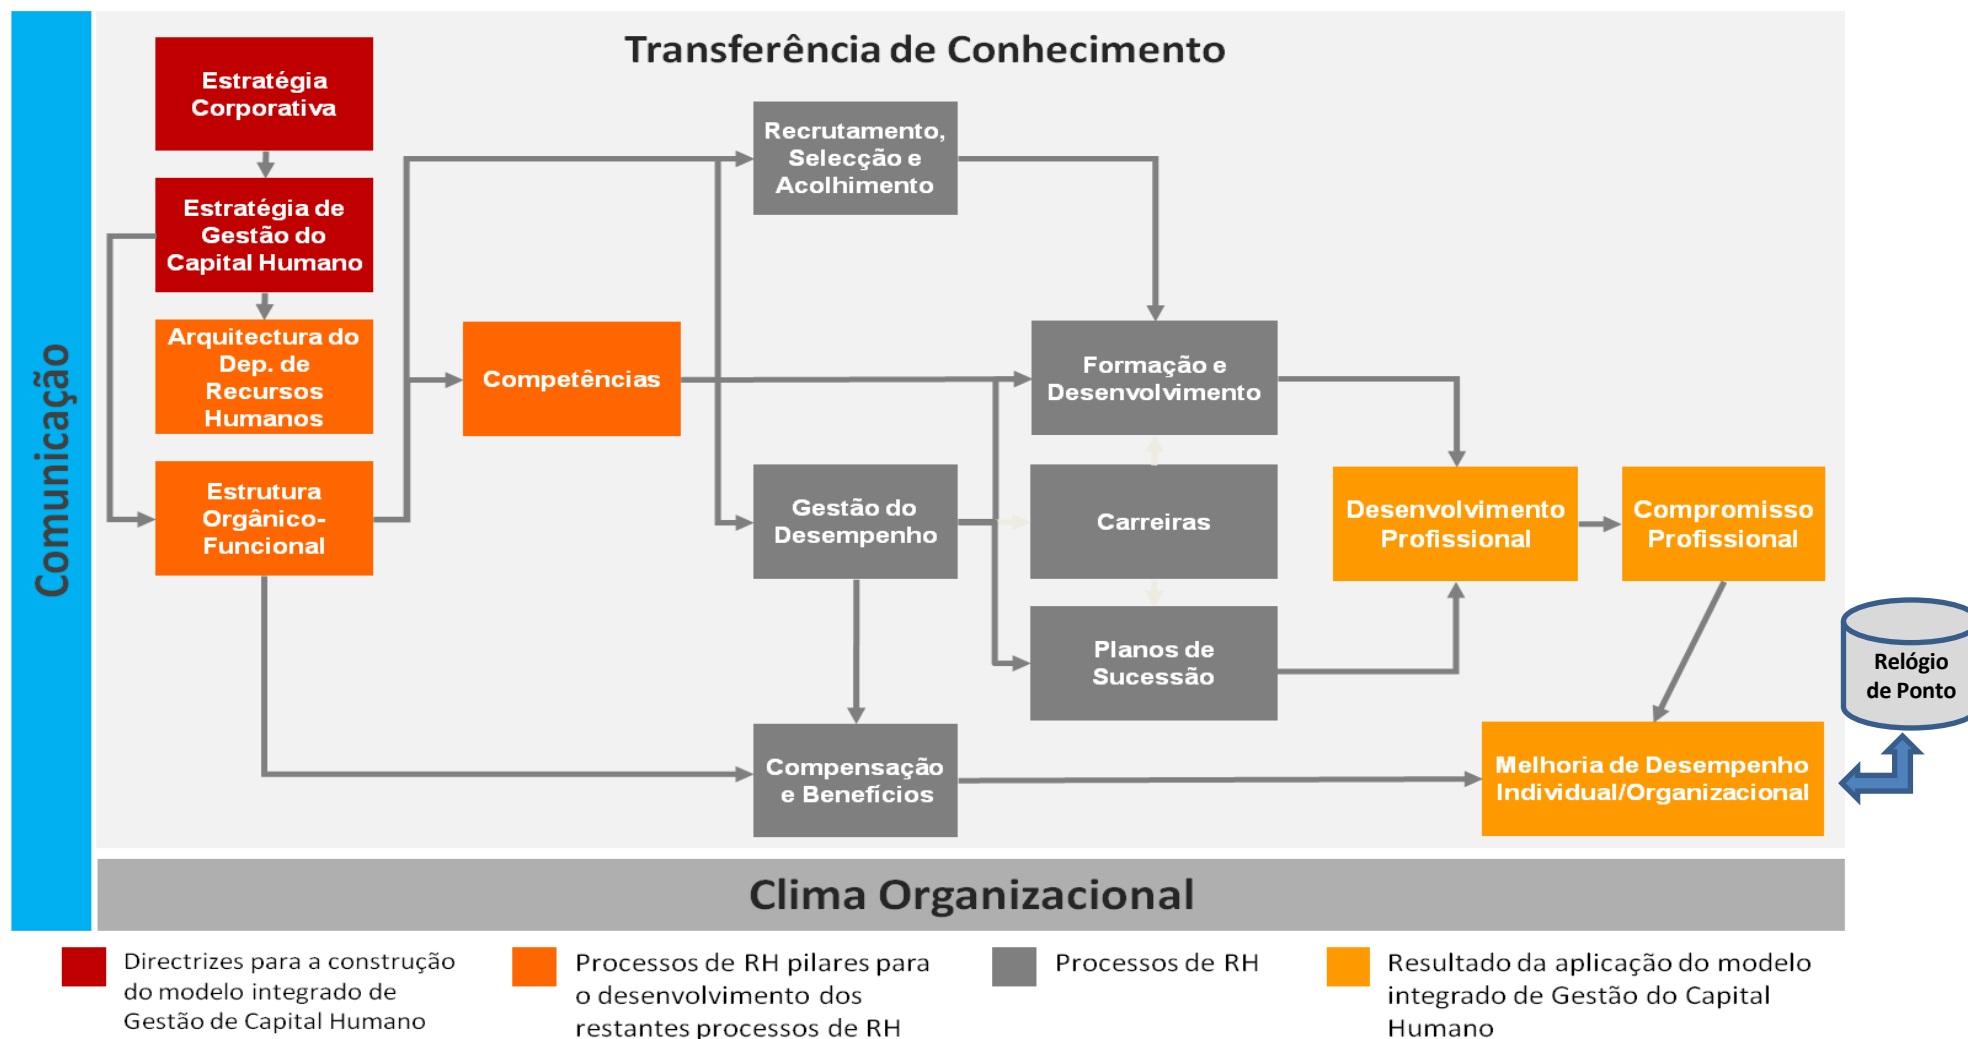 Transferência de Conhecimento
Comunicação
Estratégia
Corporativa
Estratégia de
Gestão do
Capital Humano
Arquitectura do
Dep. de
Recursos
Humanos
Estrutura
Orgânico-
Funcional
Competências
Recrutamento,
Selecção e
Acolhimento
Gestão do
Desempenho
Compensação
e Benefícios
Formação e
Desenvolvimento
Carreiras
Planos de
Sucessão
Desenvolvimento
Profissional
Compromisso
Profissional
Melhoria de Desempenho
Individual/Organizacional
Relógio
de Ponto
Clima Organizacional
Directrizes para a construção
do modelo integrado de
Gestão de Capital Humano
Processos de RH pilares para
o desenvolvimento dos
restantes processos de RH
Processos de RH
Resultado da aplicação do modelo
integrado de Gestão do Capital
Humano